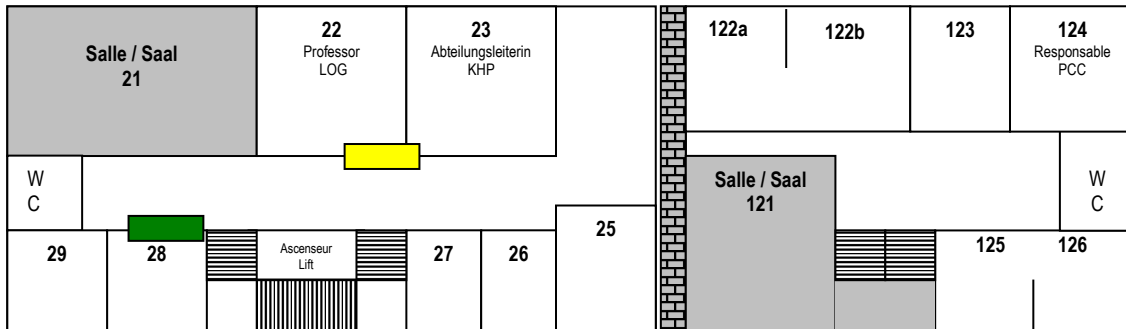 Salle / Saal
21
22
Professor
LOG
23
Abteilungsleiterin
KHP
122a
122b
123
124
Responsable
PCC
W
C
Salle / Saal
121
W
C
29
28
Ascenseur
Lift
27
26
25
125
126